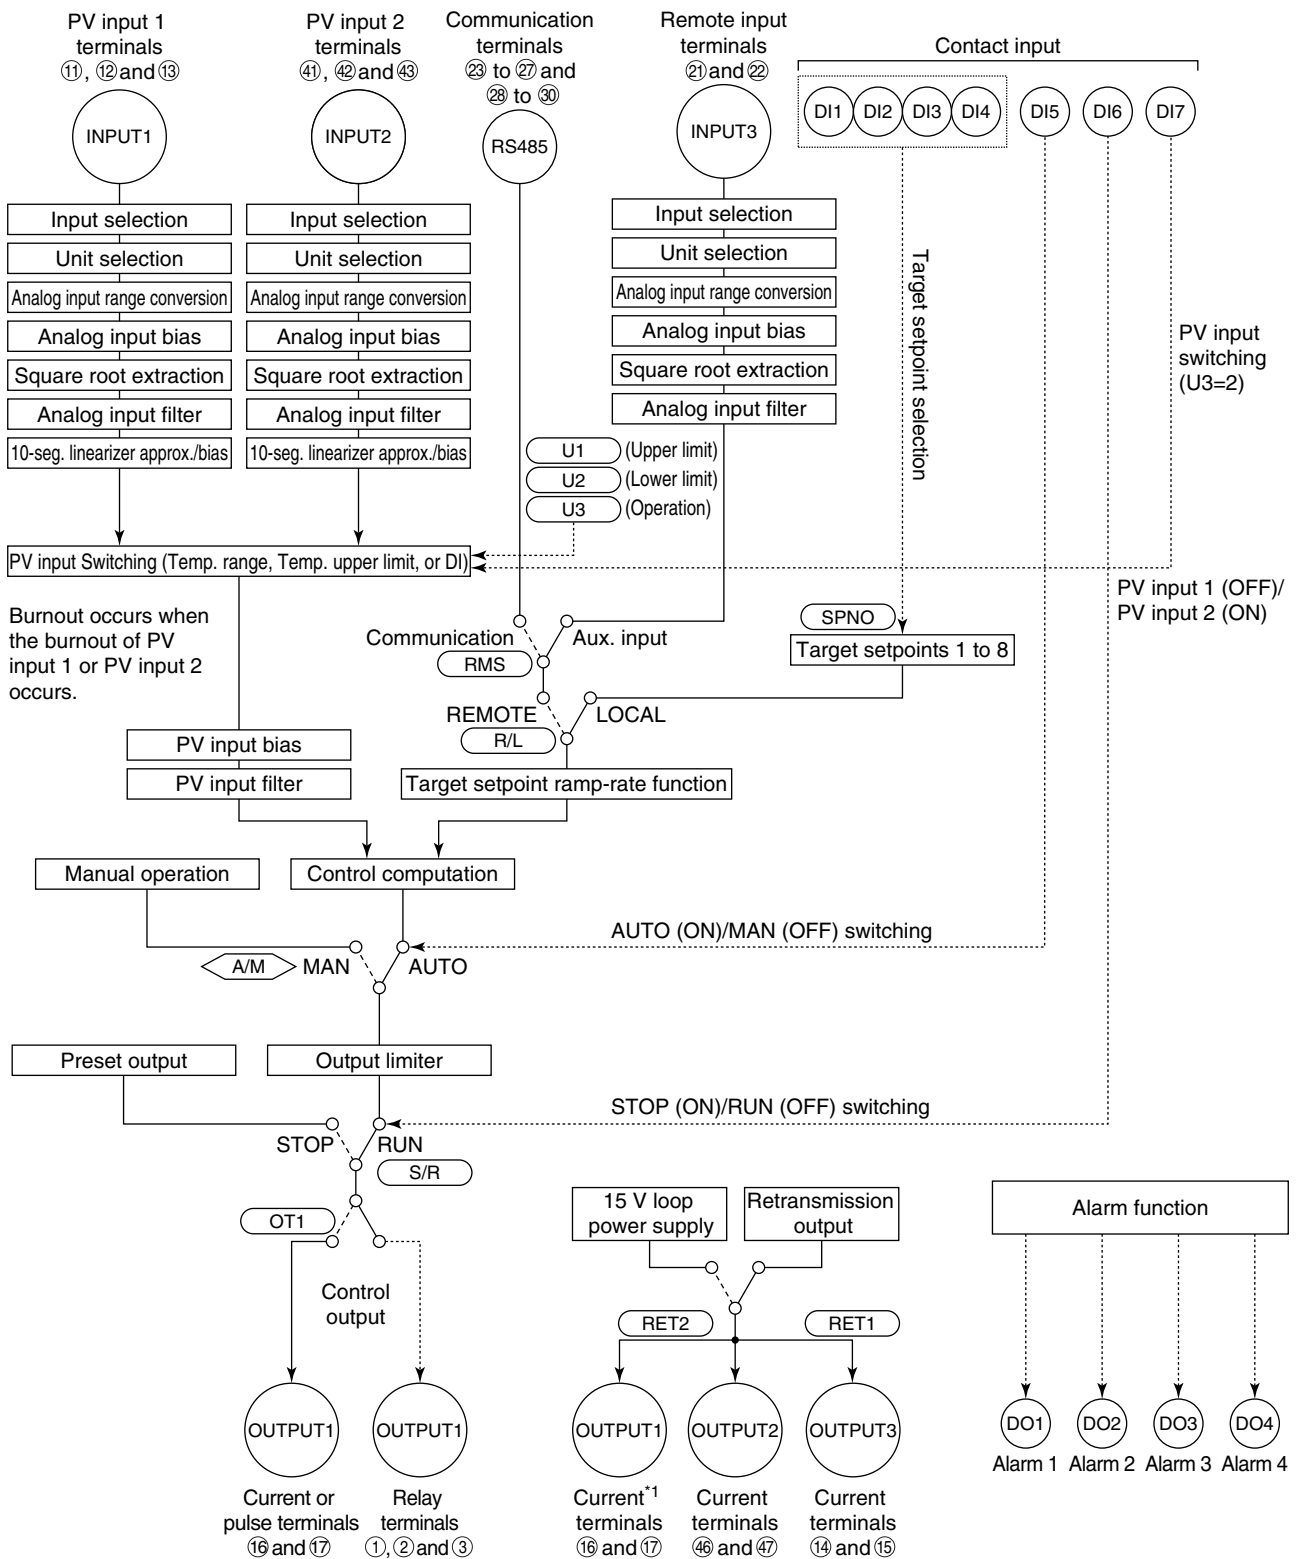 PV input 1
terminals
⑪, ⑫ and ⑬
PV input 2
terminals
㊶, ㊷ and ㊸
Communication
terminals
㉓ to ㉗ and
㉘ to ㉚
Remote input
terminals
㉑ and ㉒
Contact input
INPUT1
INPUT2
RS485
INPUT3
DI1
DI2
DI3
DI4
DI5
DI6
DI7
Input selection
Unit selection
Analog input range conversion
Analog input bias
Square root extraction
Analog input filter
10-seg. linearizer approx./bias
Input selection
Unit selection
Analog input range conversion
Analog input bias
Square root extraction
Analog input filter
10-seg. linearizer approx./bias
Input selection
Unit selection
Analog input range conversion
Analog input bias
Square root extraction
Analog input filter
Target setpoint selection
PV input
switching
(U3=2)
U1 (Upper limit)
U2 (Lower limit)
U3 (Operation)
PV input Switching (Temp. range, Temp. upper limit, or DI)
PV input 1 (OFF)/
PV input 2 (ON)
Burnout occurs when
the burnout of PV
input 1 or PV input 2
occurs.
Communication
Aux. input
RMS
SPNO
Target setpoints 1 to 8
REMOTE
LOCAL
R/L
PV input bias
PV input filter
Target setpoint ramp-rate function
Manual operation
Control computation
AUTO (ON)/MAN (OFF) switching
A/M
MAN
AUTO
Preset output
Output limiter
STOP (ON)/RUN (OFF) switching
STOP
RUN
S/R
OT1
Control
output
15 V loop
power supply
Retransmission
output
RET2
RET1
Alarm function
OUTPUT1
OUTPUT1
OUTPUT1
OUTPUT2
OUTPUT3
DO1
DO2
DO3
DO4
Alarm 1
Alarm 2
Alarm 3
Alarm 4
Current or
pulse terminals
⑯ and ⑰
Relay
terminals
①, ② and ③
Current*1
terminals
⑯ and ⑰
Current
terminals
㊻ and ㊼
Current
terminals
⑭ and ⑮